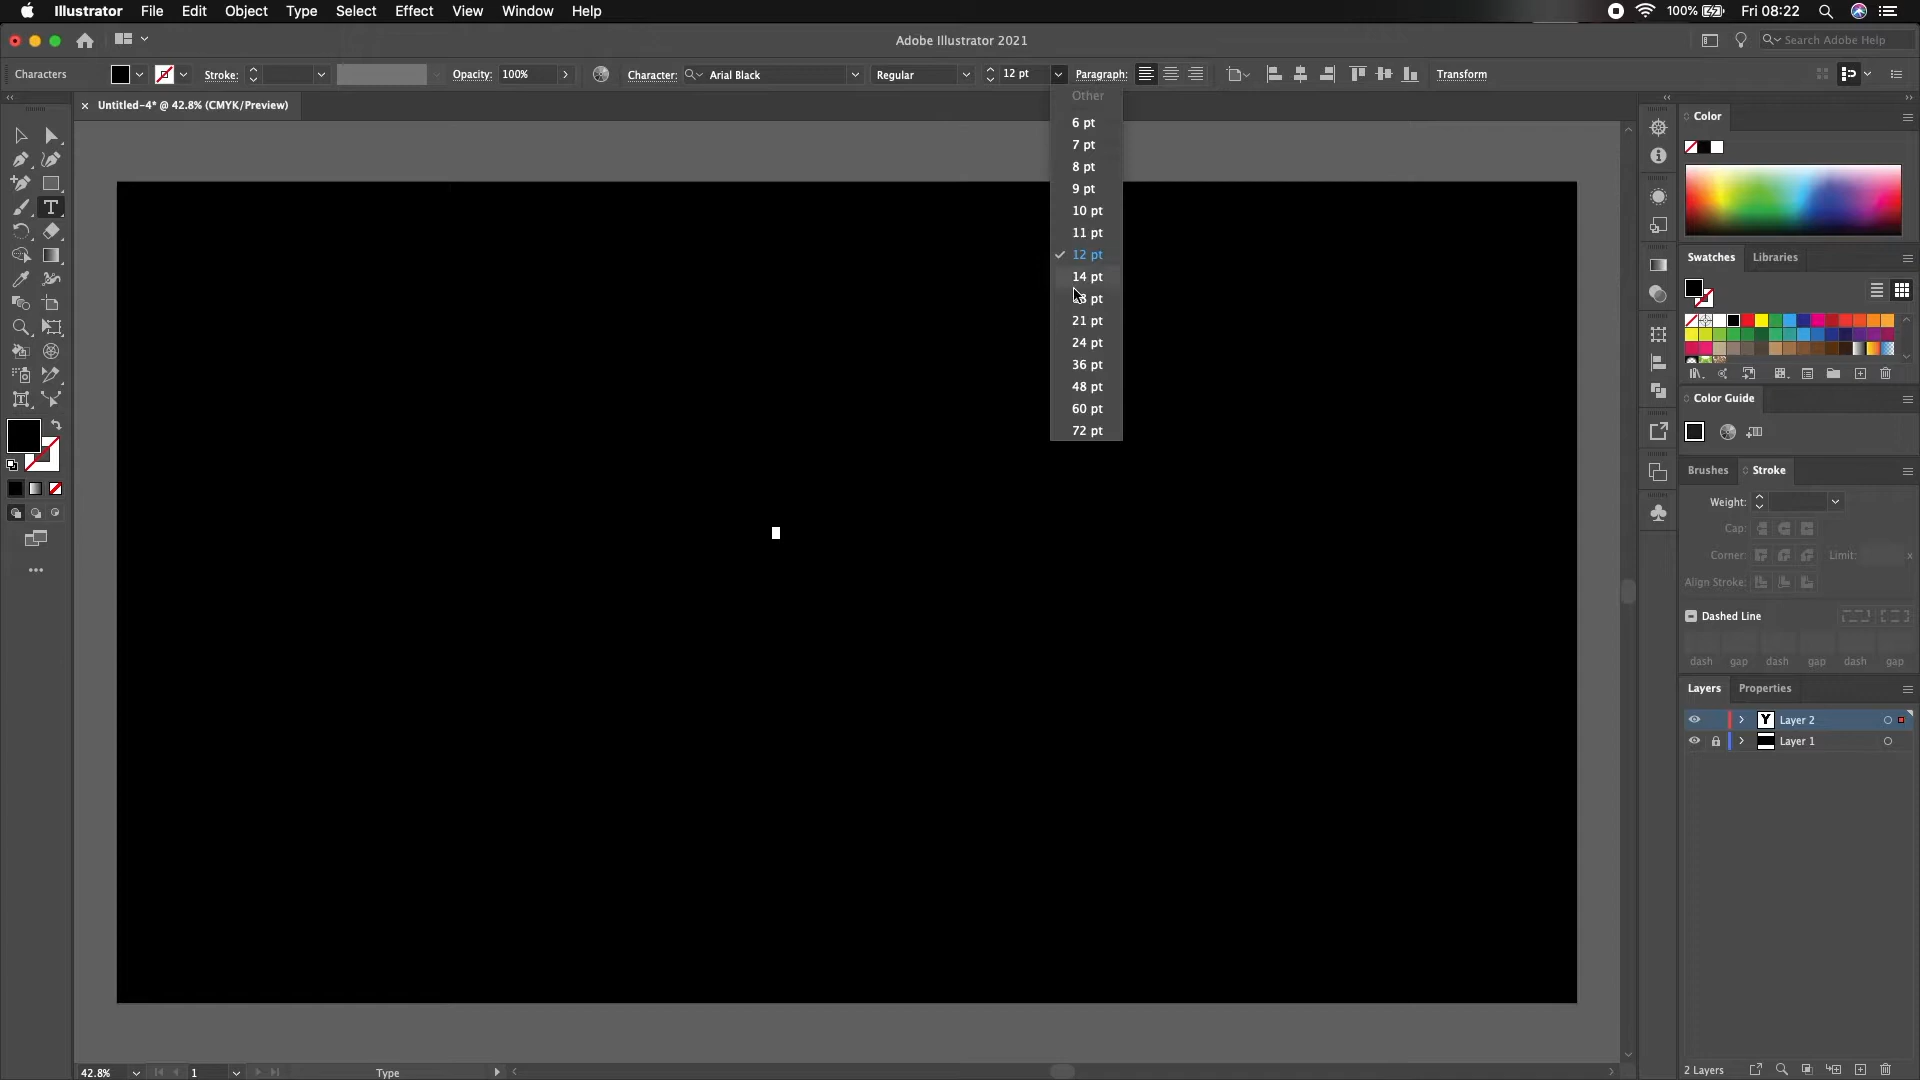 Illustrator File Edit Object Type Select Effect View Window Help
100% Fri 08:22
Adobe Illustrator 2021
Search Adobe Help
Characters Stroke: Opacity: 100% Character: Arial Black Regular 12 pt Paragraph: Transform
Untitled-4* @ 42.8% (CMYK/Preview)
Other
6 pt
7 pt
8 pt
9 pt
10 pt
11 pt
12 pt
14 pt
pt
21 pt
24 pt
36 pt
48 pt
60 pt
72 pt
Color
Swatches Libraries
Color Guide
Brushes Stroke
Weight:
Cap:
Corner: Limit: x
Align Stroke:
Dashed Line
dash gap dash gap dash gap
Layers Properties
Y Layer 2
Layer 1
2 Layers
42.8% 1 Type